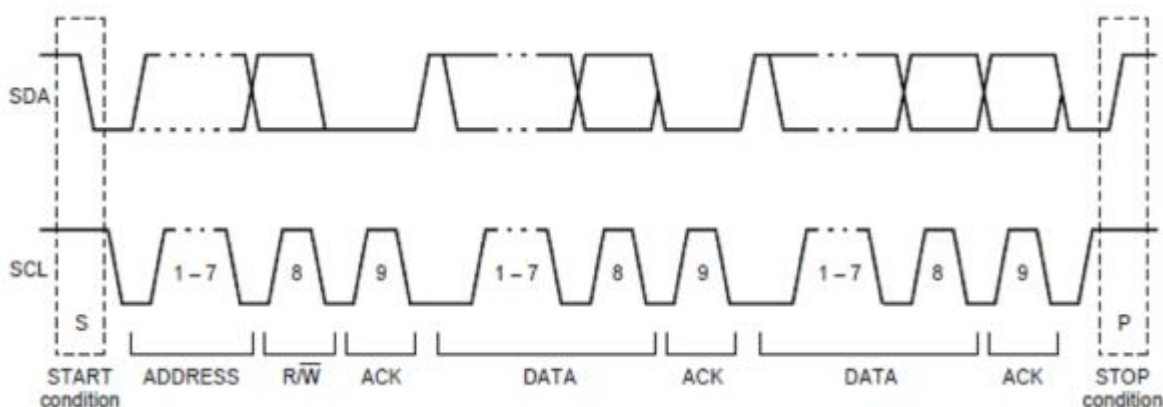 SDA
SCL
1 – 7
8
9
1 – 7
8
9
1 – 7
8
9
S
P
START
condition
ADDRESS
R/W̅
ACK
DATA
ACK
DATA
ACK
STOP
condition